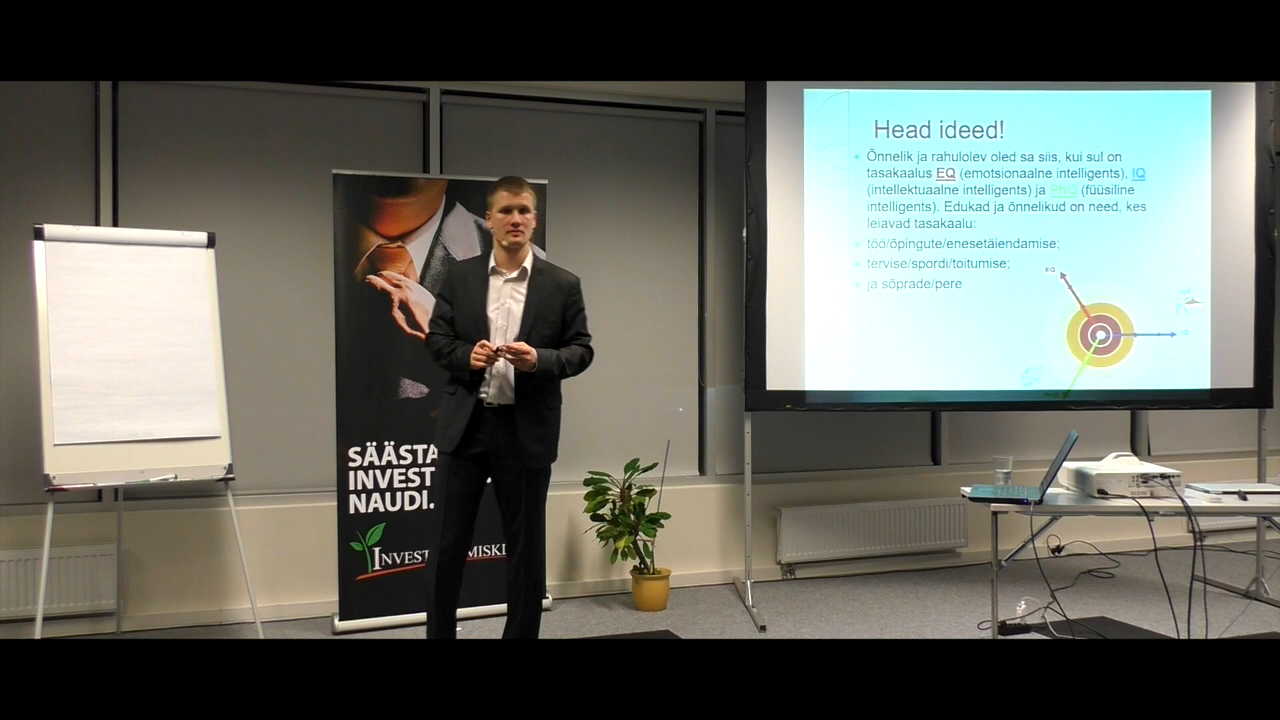 Head ideed!
Õnnelik ja rahulolev oled sa siis, kui sul on
tasakaalus EQ (emotsionaalne intelligents), IQ
(intellektuaalne intelligents) ja PhQ (füüsiline
intelligents). Edukad ja õnnelikud on need, kes
leiavad tasakaalu:
töö/õpingute/enesetäiendamise;
tervise/spordi/toitumise;
ja sõprade/pere
EQ
SÄÄSTA
INVEST
NAUDI.
INVEST MISKL